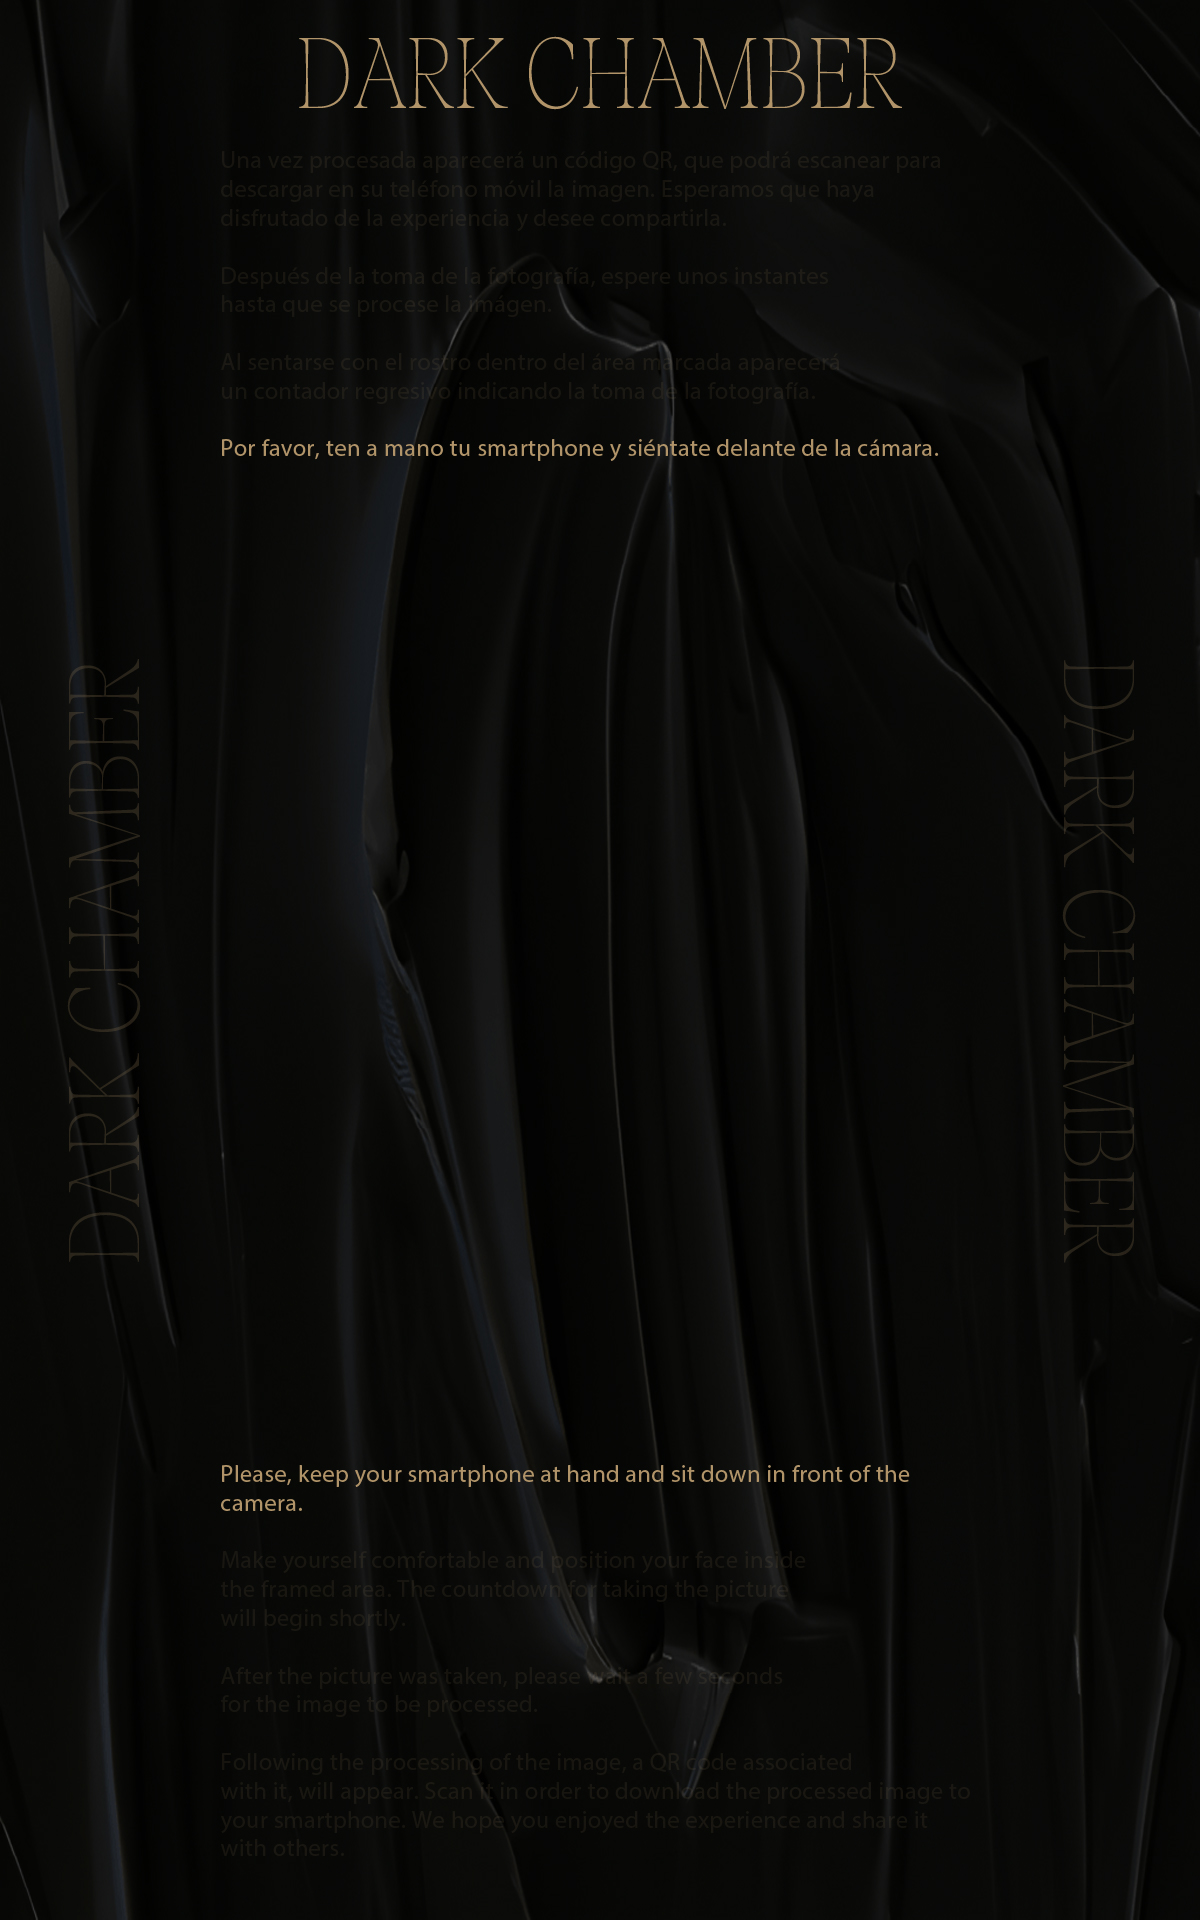 DARK CHAMBER
Una vez procesada aparecerá un código QR, que podrá escanear para
descargar en su teléfono móvil la imagen. Esperamos que haya
disfrutado de la experiencia y desee compartirla.
Después de la toma de la fotografía, espere unos instantes
hasta que se procese la imágen.
Al sentarse con el rostro dentro del área marcada aparecerá
un contador regresivo indicando la toma de la fotografía.
Por favor, ten a mano tu smartphone y siéntate delante de la cámara.
DARK CHAMBER
DARK CHAMBER
Please, keep your smartphone at hand and sit down in front of the
camera.
Make yourself comfortable and position your face inside
the framed area. The countdown for taking the picture
will begin shortly.
After the picture was taken, please wait a few seconds
for the image to be processed.
Following the processing of the image, a QR code associated
with it, will appear. Scan it in order to download the processed image to
your smartphone. We hope you enjoyed the experience and share it
with others.